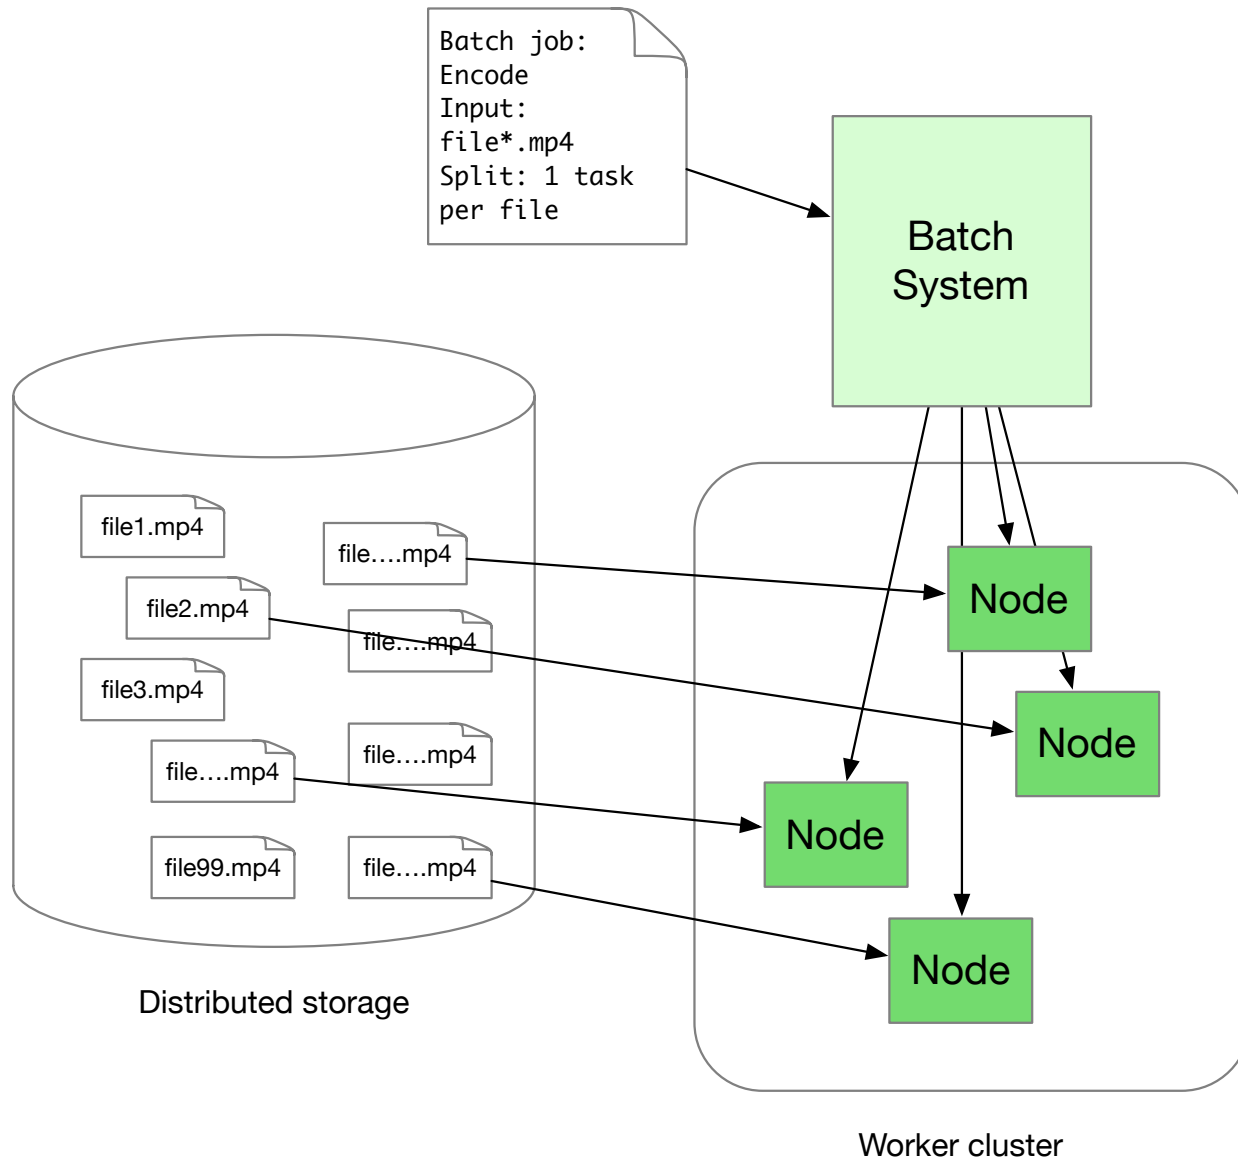 Batch job:
Encode
Input:
file*.mp4
Split: 1 task
per file
Batch
System
file1.mp4
file….mp4
file2.mp4
file….mp4
file3.mp4
file….mp4
file….mp4
file99.mp4
file….mp4
Node
Node
Node
Node
Distributed storage
Worker cluster